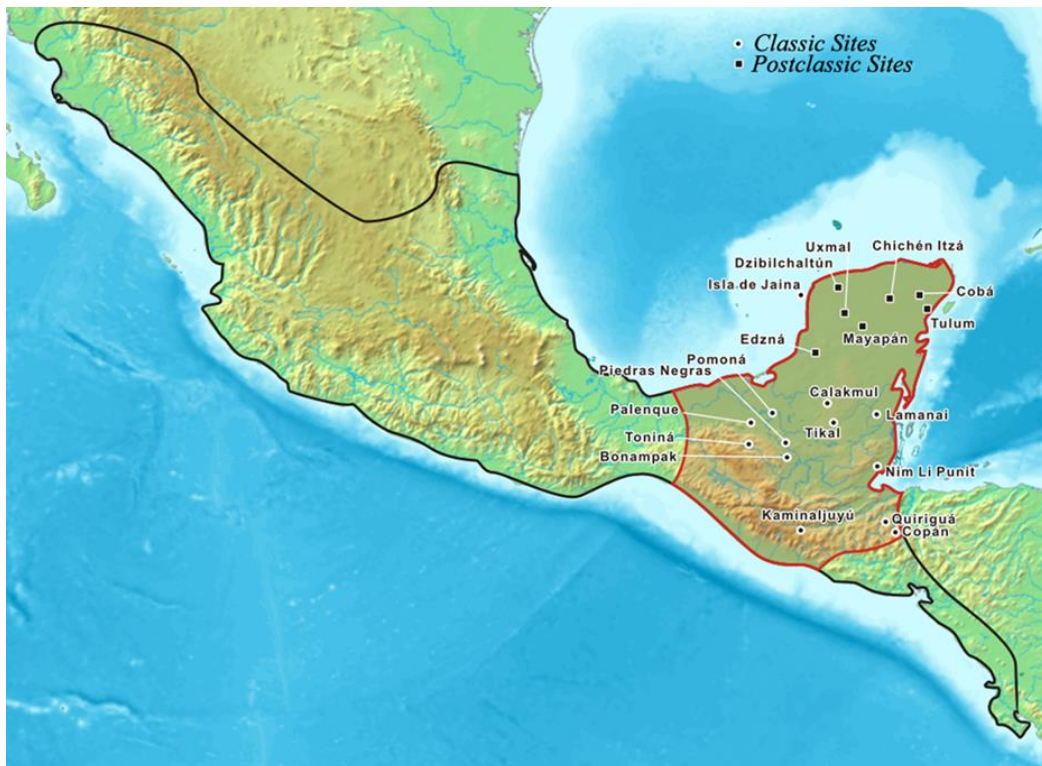 Classic Sites
Postclassic Sites
Uxmal
Chichén Itzá
Dzibilchaltún
Isla de Jaina
Cobá
Tulum
Mayapán
Edzná
Pomoná
Piedras Negras
Calakmul
Palenque
Lamanai
Tikal
Toniná
Bonampak
Nim Li Punit
Kaminaljuyú
Quiriguá
Copán